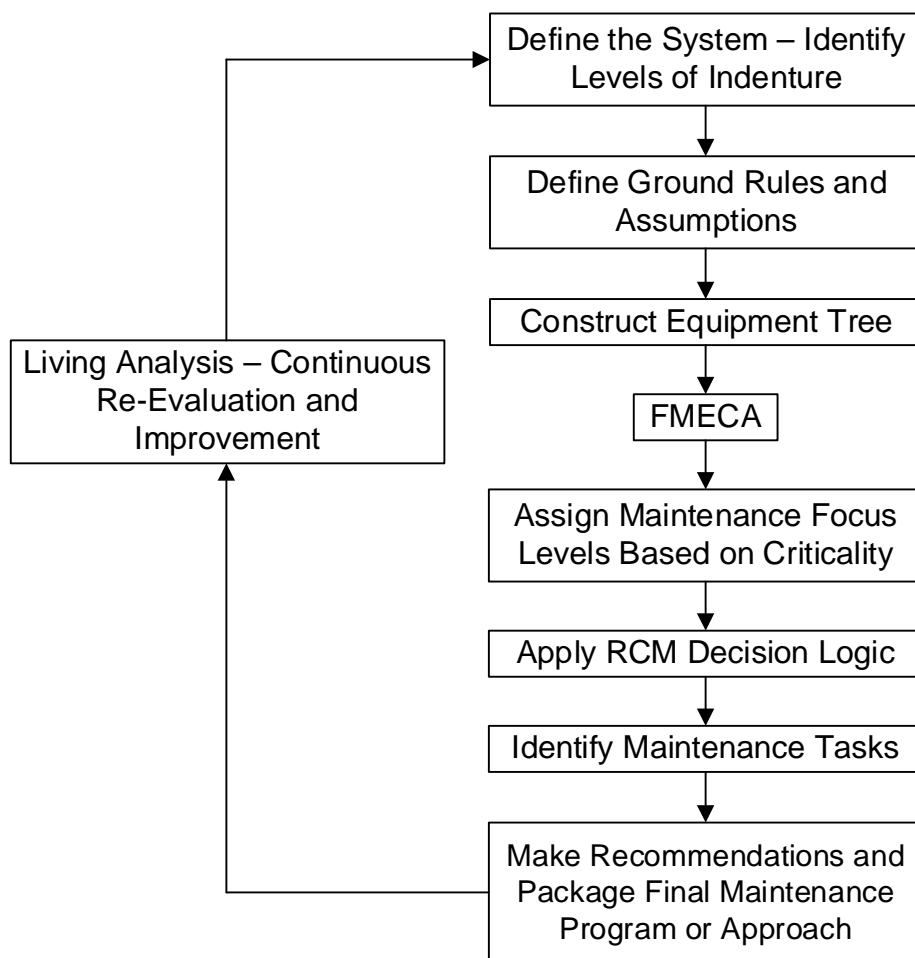 Define the System – Identify
Levels of Indenture
Define Ground Rules and
Assumptions
Construct Equipment Tree
Living Analysis – Continuous
Re-Evaluation and
Improvement
FMECA
Assign Maintenance Focus
Levels Based on Criticality
Apply RCM Decision Logic
Identify Maintenance Tasks
Make Recommendations and
Package Final Maintenance
Program or Approach